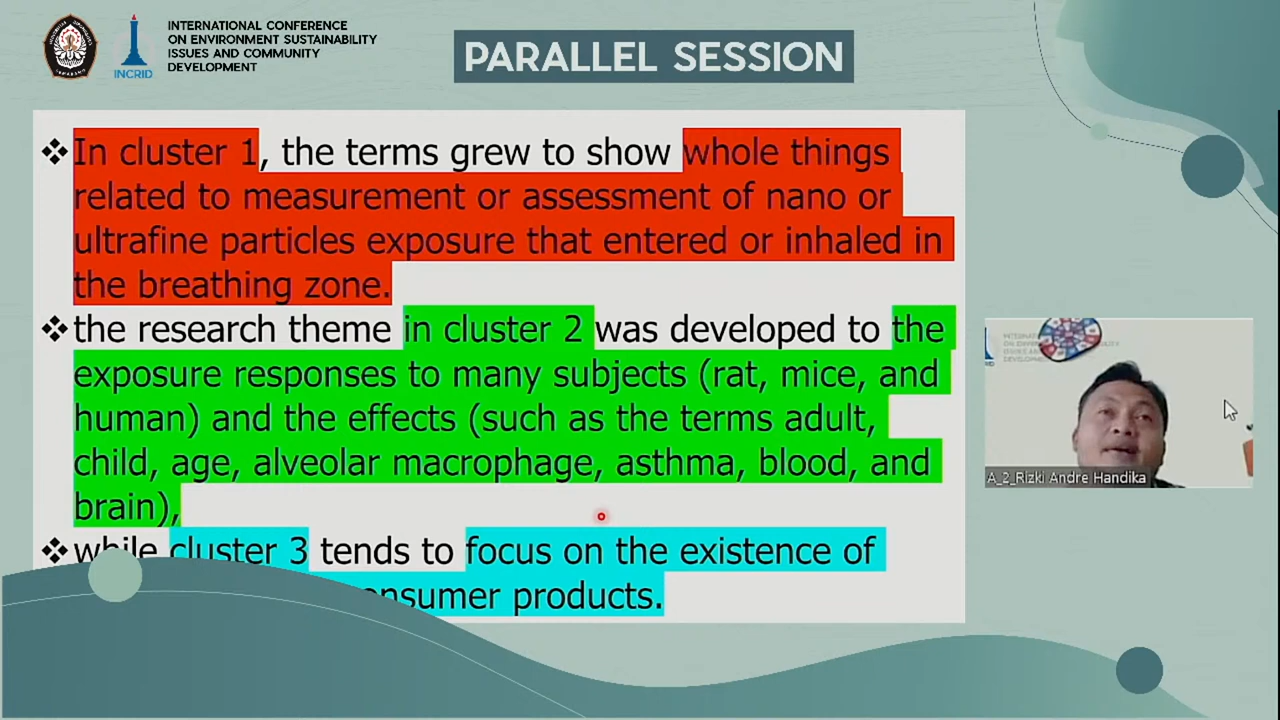 INTERNATIONAL CONFERENCE
ON ENVIRONMENT SUSTAINABILITY
ISSUES AND COMMUNITY
DEVELOPMENT
INCRID
PARALLEL SESSION
❖In cluster 1, the terms grew to show whole things
related to measurement or assessment of nano or
ultrafine particles exposure that entered or inhaled in
the breathing zone.
❖the research theme in cluster 2 was developed to the
exposure responses to many subjects (rat, mice, and
human) and the effects (such as the terms adult,
child, age, alveolar macrophage, asthma, blood, and
brain),
❖while cluster 3 tends to focus on the existence of
products.
A_2_Rizki Andre Handika